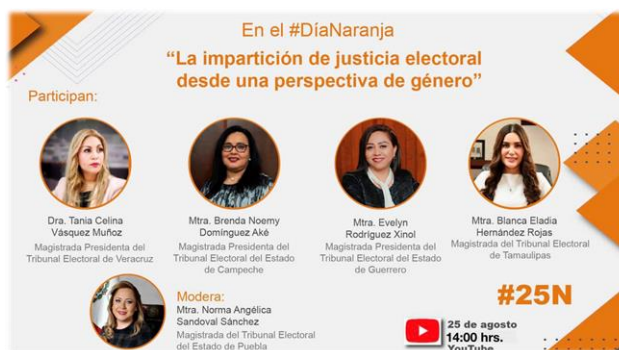 En el #DíaNaranja
“La impartición de justicia electoral
desde una perspectiva de género”
Participan:
Dra. Tania Celina
Vásquez Muñoz
Magistrada Presidenta del
Tribunal Electoral de Veracruz
Mtra. Brenda Noemy
Domínguez Aké
Magistrada Presidenta del
Tribunal Electoral del Estado
de Campeche
Mtra. Evelyn
Rodríguez Xinol
Magistrada Presidenta del
Tribunal Electoral del Estado
de Guerrero
Mtra. Blanca Eladia
Hernández Rojas
Magistrada del Tribunal Electoral
de Tamaulipas
Modera:
Mtra. Norma Angélica
Sandoval Sánchez
Magistrada del Tribunal Electoral
del Estado de Puebla
#25N
25 de agosto
14:00 hrs.
YouTube